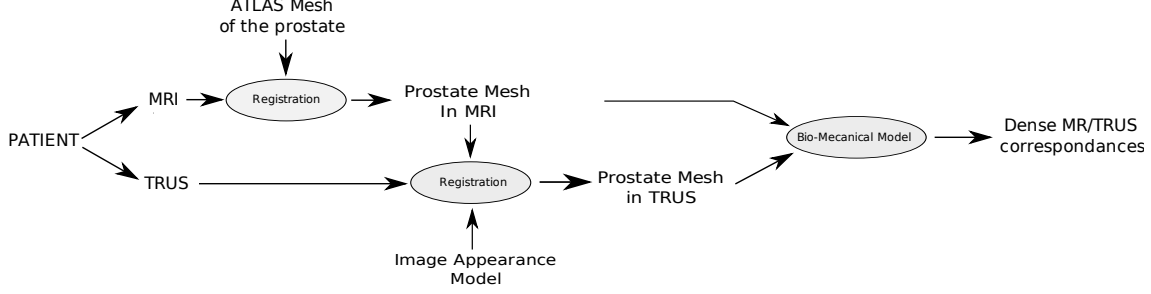 ATLAS Mesh
of the prostate
MRI
Registration
Prostate Mesh
In MRI
PATIENT
Bio-Mecanical Model
Dense MR/TRUS
correspondances
TRUS
Registration
Prostate Mesh
in TRUS
Image Appearance
Model